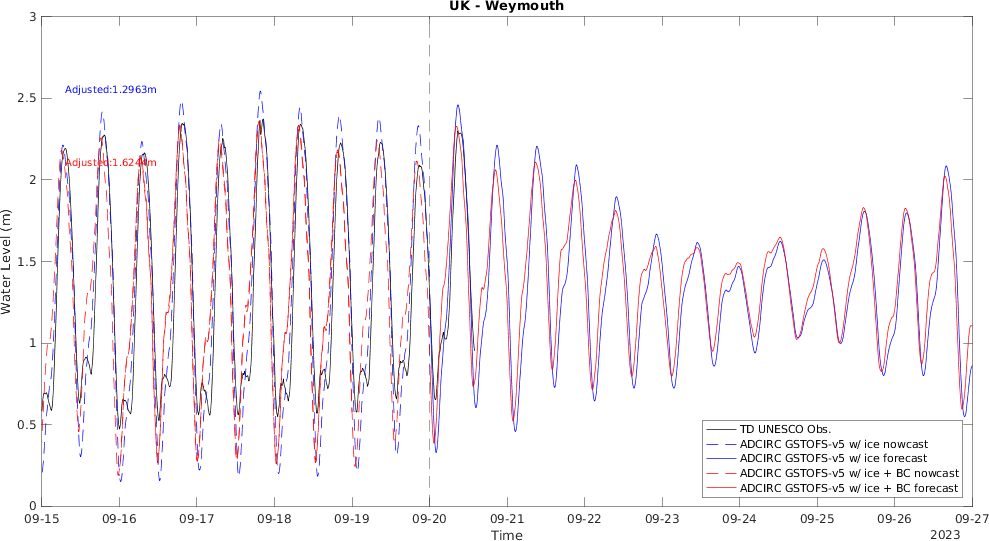 UK - Weymouth
3
2.5
2
1.5
1
0.5
0
Water Level (m)
Adjusted:1.2963m
Adjusted:1.6244m
TD UNESCO Obs.
ADCIRC GSTOFS-v5 w/ ice nowcast
ADCIRC GSTOFS-v5 w/ ice forecast
ADCIRC GSTOFS-v5 w/ ice + BC nowcast
ADCIRC GSTOFS-v5 w/ ice + BC forecast
09-15 09-16 09-17 09-18 09-19 09-20 09-21 09-22 09-23 09-24 09-25 09-26 09-27
Time
2023